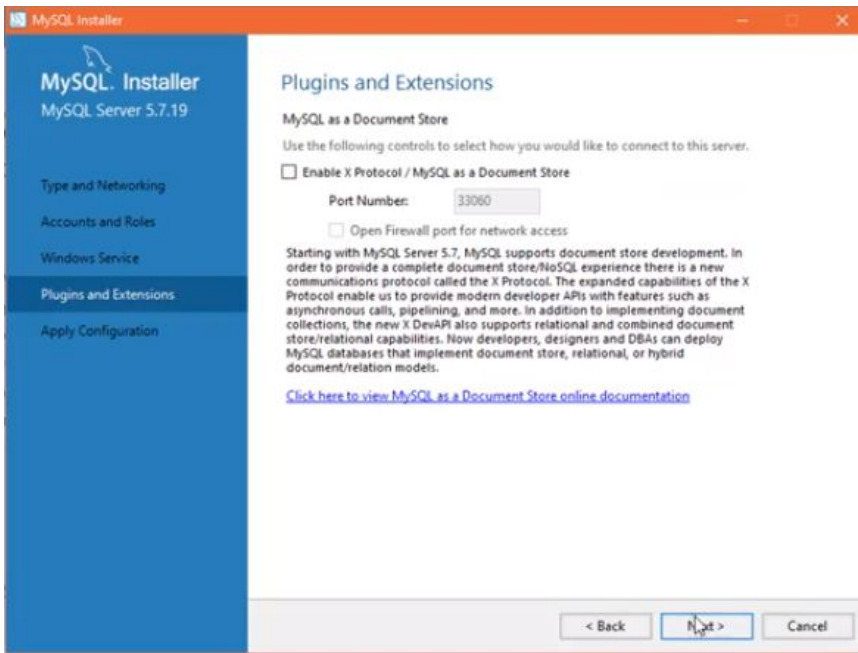 MySQL Installer
MySQL. Installer
MySQL Server 5.7.19
Type and Networking
Accounts and Roles
Windows Service
Plugins and Extensions
Apply Configuration
Plugins and Extensions
MySQL as a Document Store
Use the following controls to select how you would like to connect to this server.
Enable X Protocol / MySQL as a Document Store
Port Number: 33060
Open Firewall port for network access
Starting with MySQL Server 5.7, MySQL supports document store development. In
order to provide a complete document store/NoSQL experience there is a new
communications protocol called the X Protocol. The expanded capabilities of the X
Protocol enable us to provide modern developer APIs with features such as
asynchronous calls, pipelining, and more. In addition to implementing document
collections, the new X DevAPI also supports relational and combined document
store/relational capabilities. Now developers, designers and DBAs can deploy
MySQL databases that implement document store, relational, or hybrid
document/relation models.
Click here to view MySQL as a Document Store online documentation
< Back
Next >
Cancel